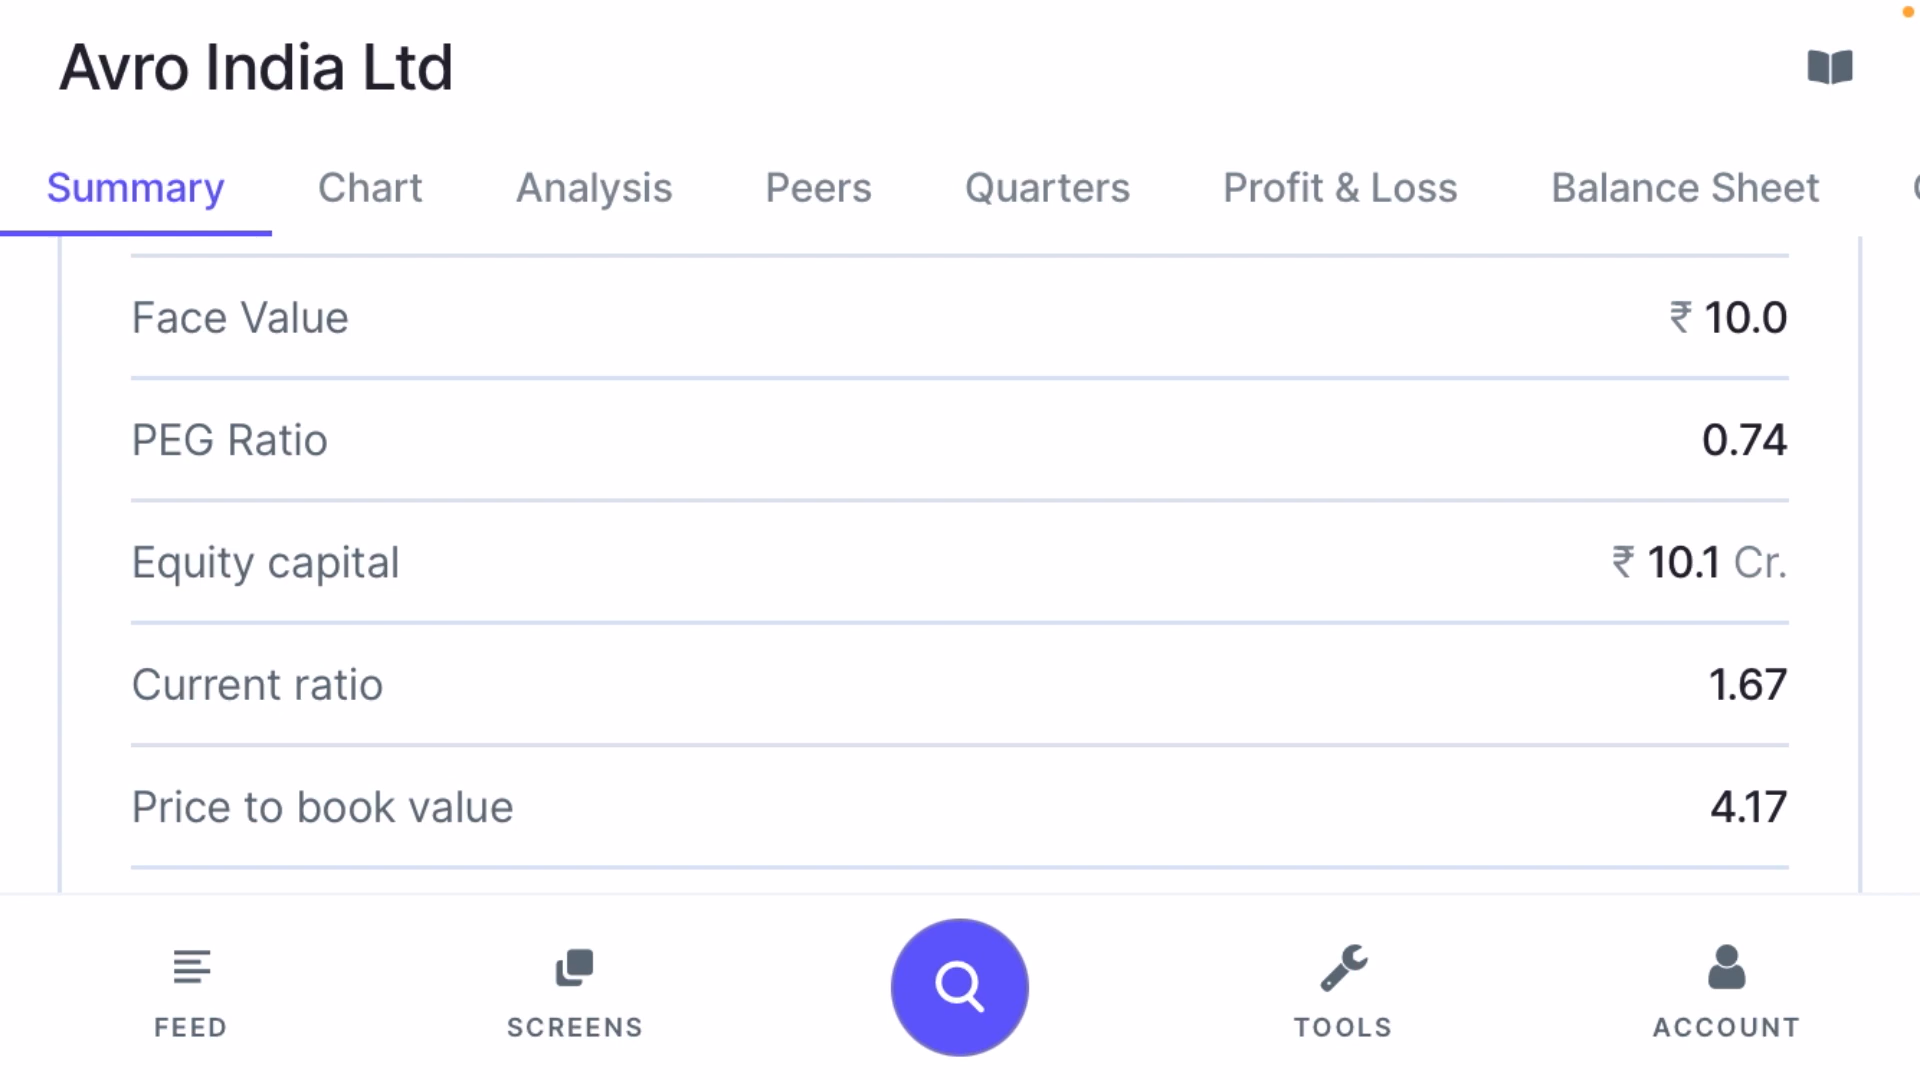 Avro India Ltd
Summary Chart Analysis Peers Quarters Profit & Loss Balance Sheet
Face Value ₹ 10.0
PEG Ratio 0.74
Equity capital ₹ 10.1 Cr.
Current ratio 1.67
Price to book value 4.17
FEED SCREENS TOOLS ACCOUNT